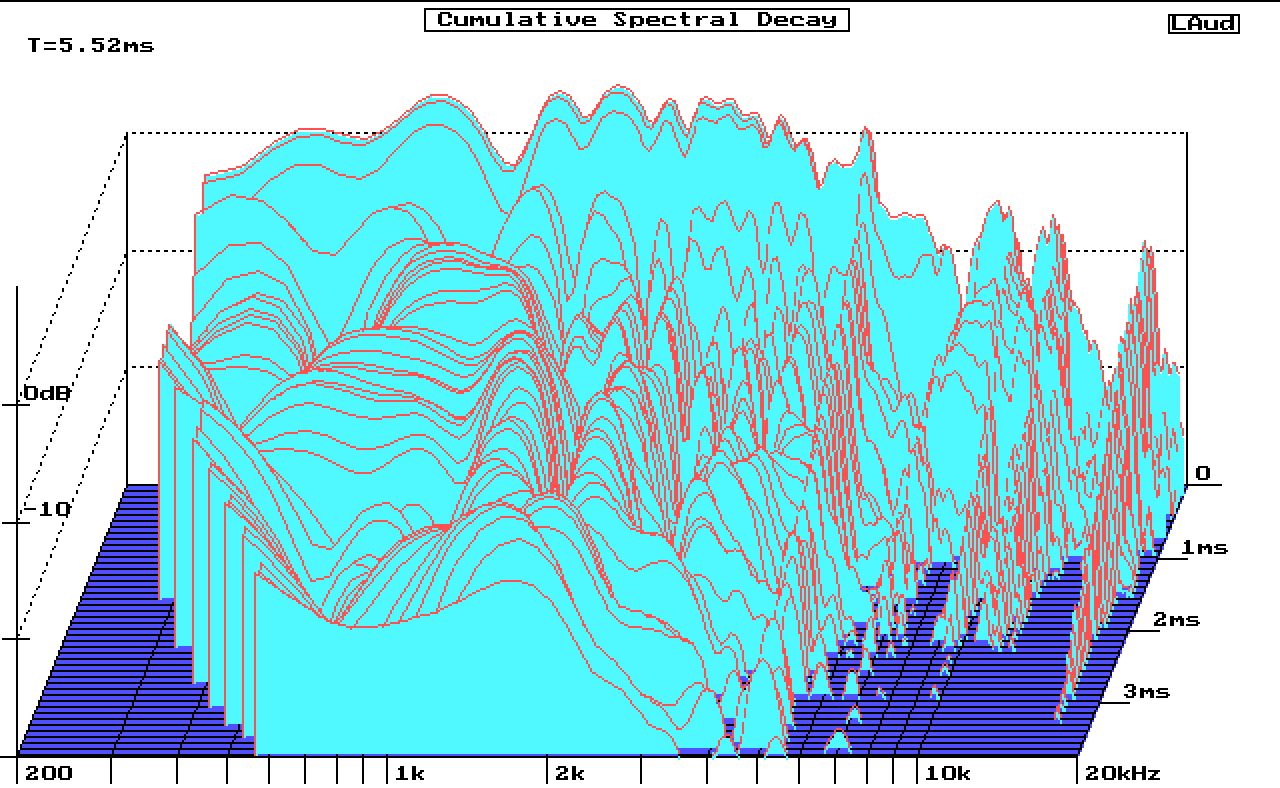 Cumulative Spectral Decay
LAud
T=5.52ms
0dB
-10
0
1ms
2ms
3ms
200 1k 2k 10k 20kHz